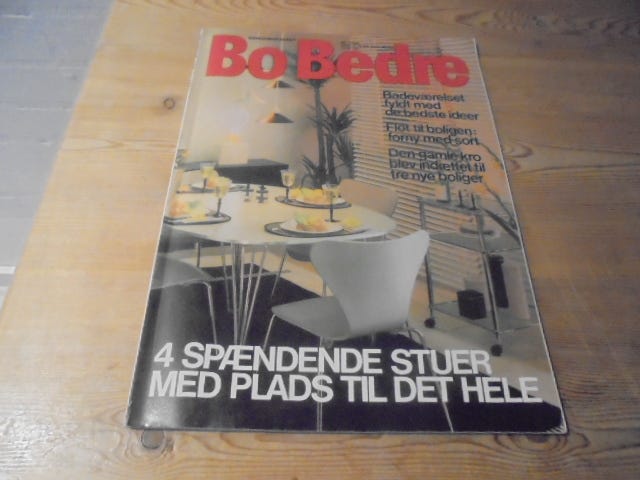 Bo Bedre
Badeværelset
fyldt med
de bedste ideer
Flot til boligen:
forny med sort
Den gamle kro
blev indrettet til
tre nye boliger
4 SPÆNDENDE STUER
MED PLADS TIL DET HELE